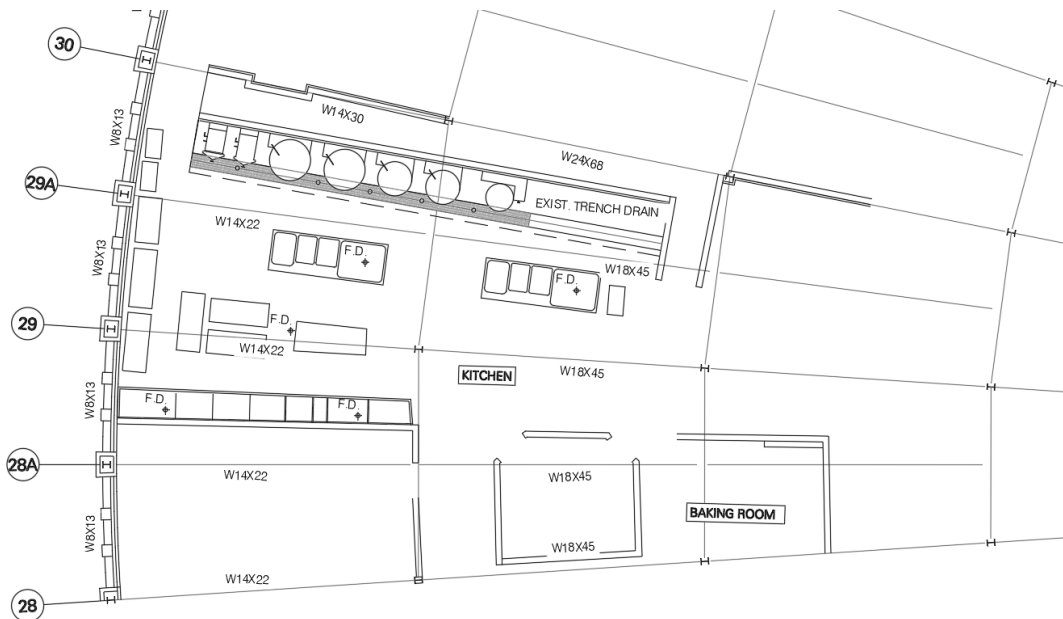 30
W8X13
W14X30
W24X68
29A
EXIST. TRENCH DRAIN
W14X22
W8X13
F.D.
W18X45
F.D.
29
F.D.
W14X22
KITCHEN
W18X45
W8X13
F.D.
F.D.
28A
W14X22
W18X45
W8X13
BAKING ROOM
W18X45
W14X22
28